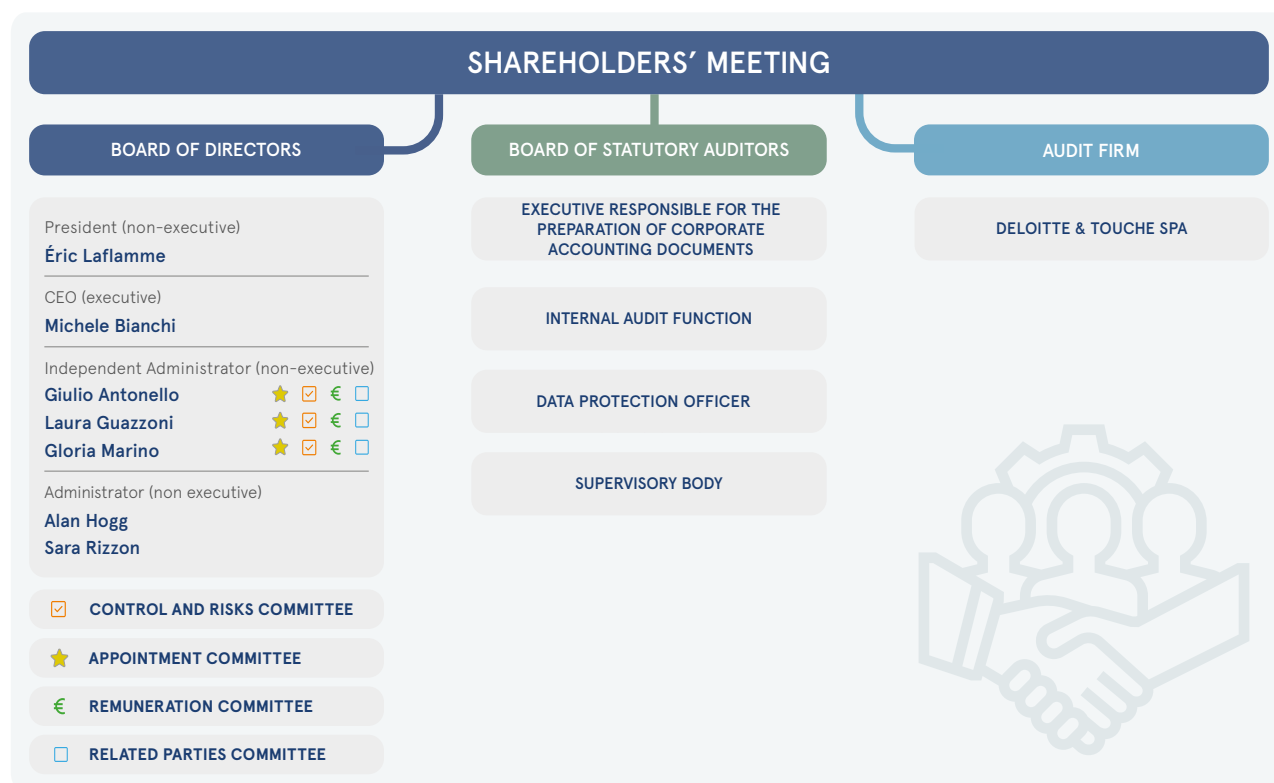 SHAREHOLDERS’ MEETING
BOARD OF DIRECTORS
President (non-executive)
Éric Laflamme
CEO (executive)
Michele Bianchi
Independent Administrator (non-executive)
Giulio Antonello €
Laura Guazzoni €
Gloria Marino €
Administrator (non executive)
Alan Hogg
Sara Rizzon
CONTROL AND RISKS COMMITTEE
APPOINTMENT COMMITTEE
€ REMUNERATION COMMITTEE
RELATED PARTIES COMMITTEE
BOARD OF STATUTORY AUDITORS
EXECUTIVE RESPONSIBLE FOR THE
PREPARATION OF CORPORATE
ACCOUNTING DOCUMENTS
INTERNAL AUDIT FUNCTION
DATA PROTECTION OFFICER
SUPERVISORY BODY
AUDIT FIRM
DELOITTE & TOUCHE SPA